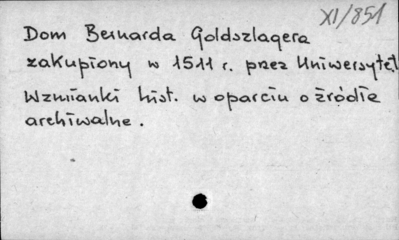 XI/851
Dom Bernarda Goldszlagera
zakupiony w 1511 r. przez Uniwersytet
Wzmianki hist. w oparciu o źródła
archiwalne.